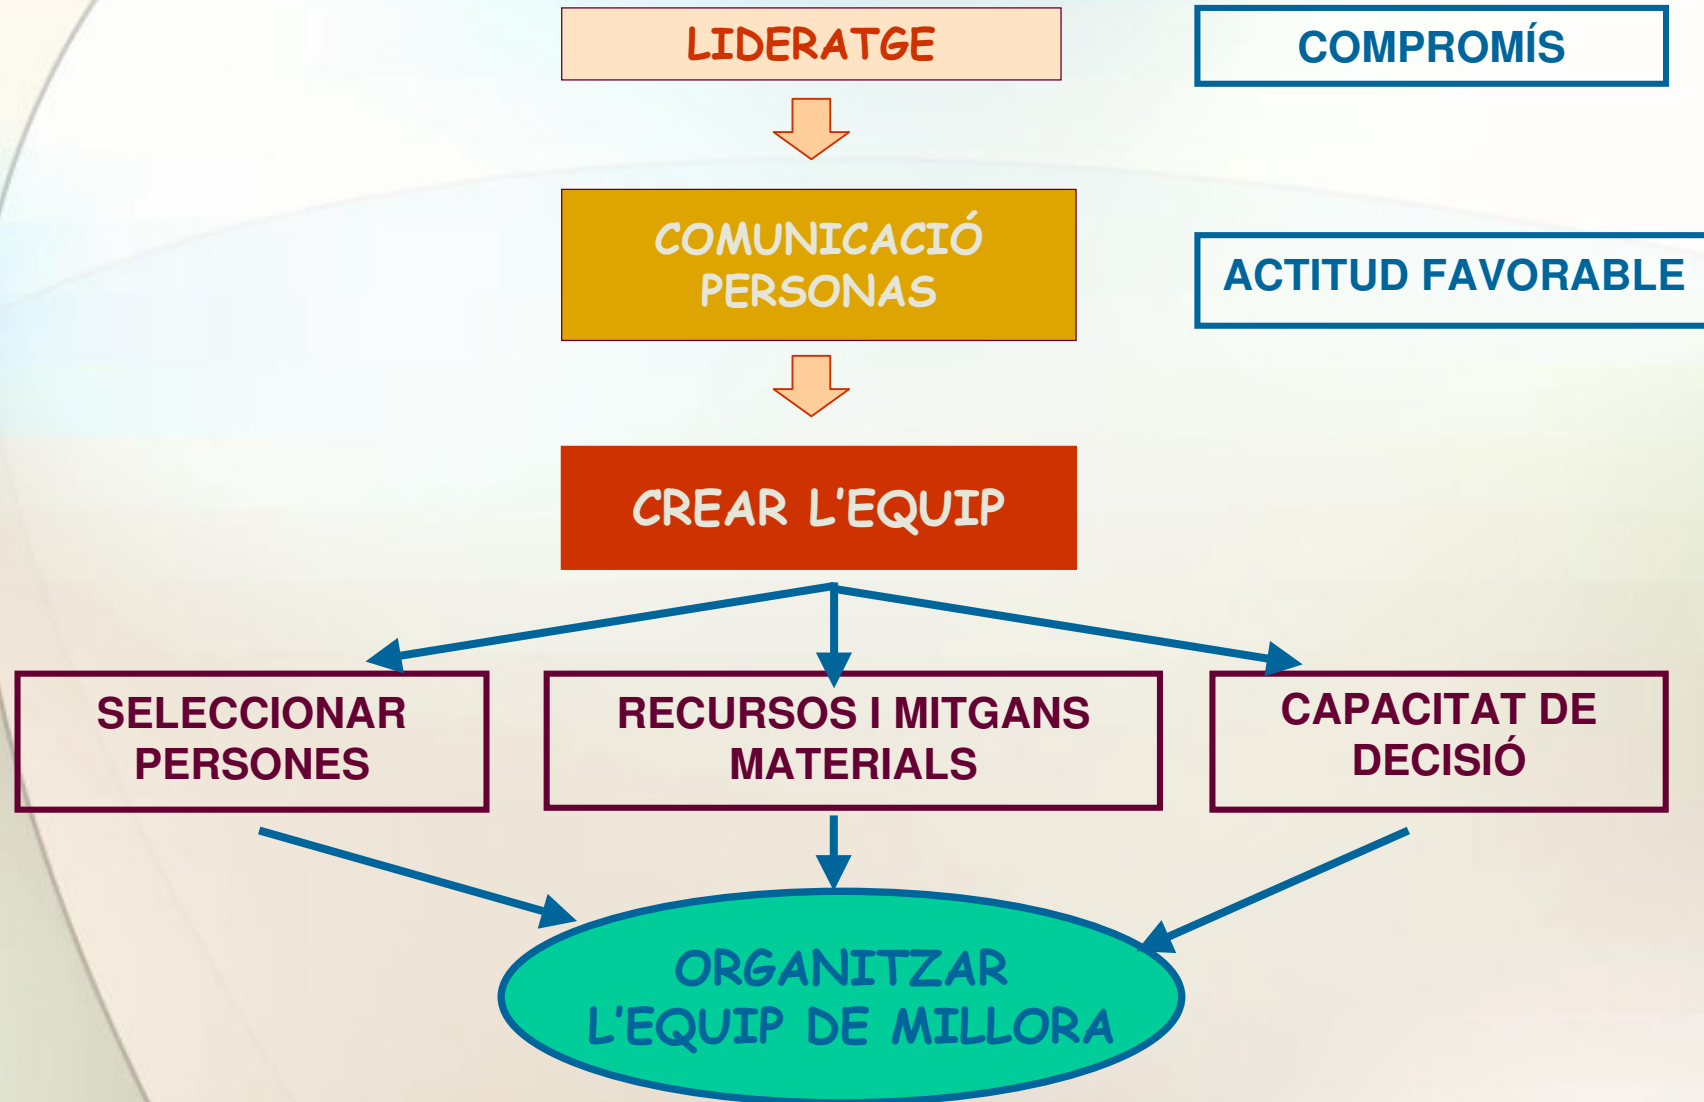 LIDERATGE
COMPROMÍS
COMUNICACIÓ
PERSONAS
ACTITUD FAVORABLE
CREAR L'EQUIP
SELECCIONAR
PERSONES
RECURSOS I MITGANS
MATERIALS
CAPACITAT DE
DECISIÓ
ORGANITZAR
L'EQUIP DE MILLORA